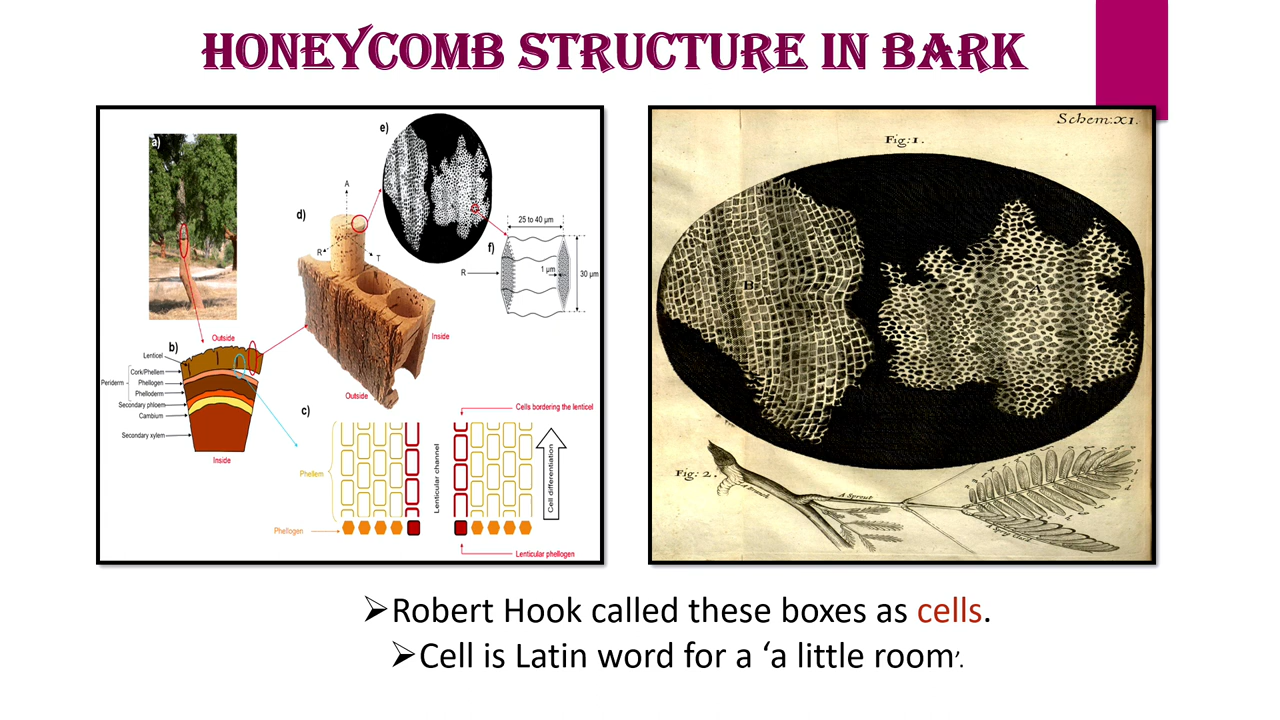 HONEYCOMB STRUCTURE IN BARK
a)
b)
Outside
Lenticel
Cork/Phellem
Periderm
Phellogen
Phelloderm
Secondary phloem
Cambium
Secondary xylem
Inside
c)
Phellem
Phellogen
Lenticular channel
Cells bordering the lenticel
Cell differentiation
Lenticular phellogen
d)
A
R
T
Inside
Outside
e)
f)
25 to 40 µm
R
1 µm
30 µm
Schem: XI.
Fig: 1.
B
A
Fig: 2.
A Branch
A Sprout
➢Robert Hook called these boxes as cells.
➢Cell is Latin word for a ‘a little room’.